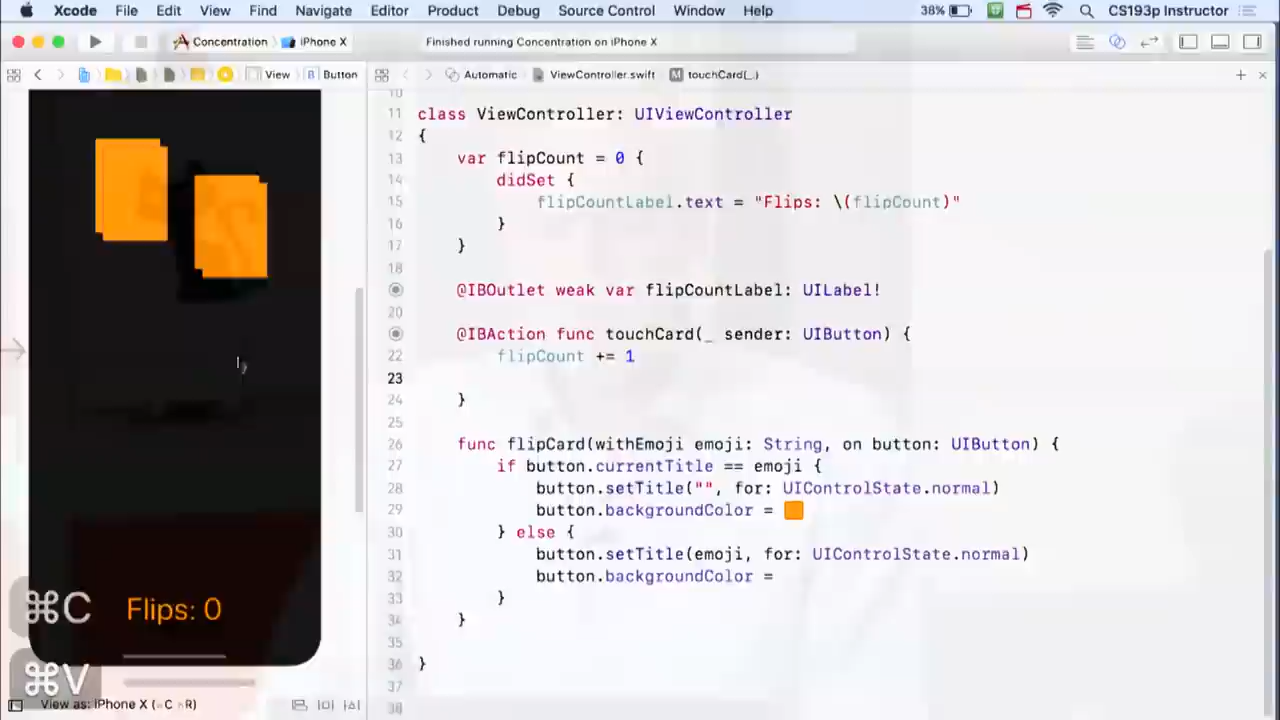 Xcode File Edit View Find Navigate Editor Product Debug Source Control Window Help 38% CS193p Instructor
Concentration iPhone X Finished running Concentration on iPhone X
View B Button Automatic ViewController.swift M touchCard(_)
10
11 class ViewController: UIViewController
12 {
13 var flipCount = 0 {
14 didSet {
15 flipCountLabel.text = "Flips: \(flipCount)"
16 }
17 }
18
@IBOutlet weak var flipCountLabel: UILabel!
20
@IBAction func touchCard(_ sender: UIButton) {
22 flipCount += 1
23
24 }
25
26 func flipCard(withEmoji emoji: String, on button: UIButton) {
27 if button.currentTitle == emoji {
28 button.setTitle("", for: UIControlState.normal)
29 button.backgroundColor =
30 } else {
31 button.setTitle(emoji, for: UIControlState.normal)
32 button.backgroundColor =
33 }
34 }
35
36 }
37
38
Flips: 0
⌘C
⌘V
View as: iPhone X